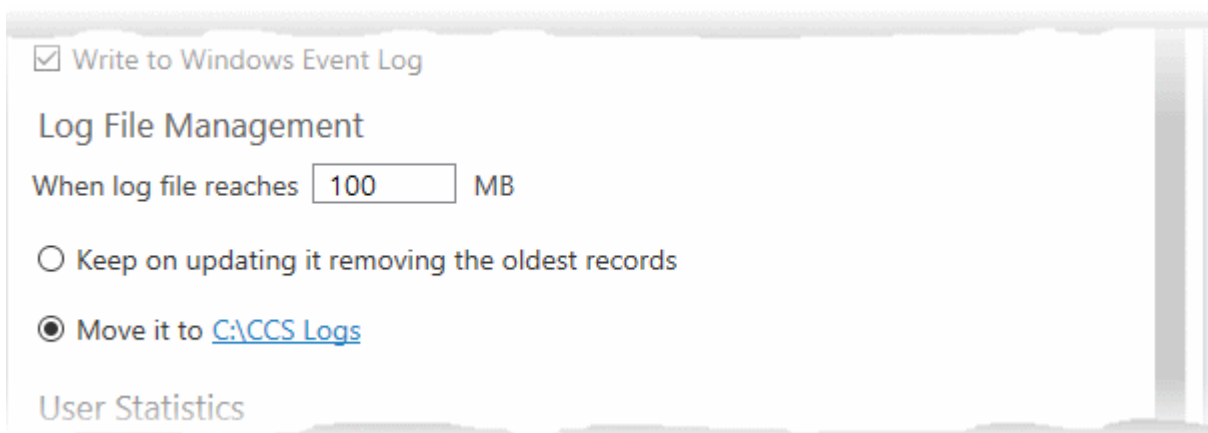 Write to Windows Event Log
Log File Management
When log file reaches 100 MB
Keep on updating it removing the oldest records
Move it to C:\CCS Logs
User Statistics